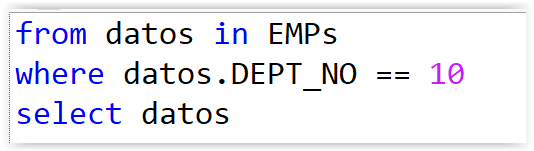 from datos in EMPs
where datos.DEPT_NO == 10
select datos